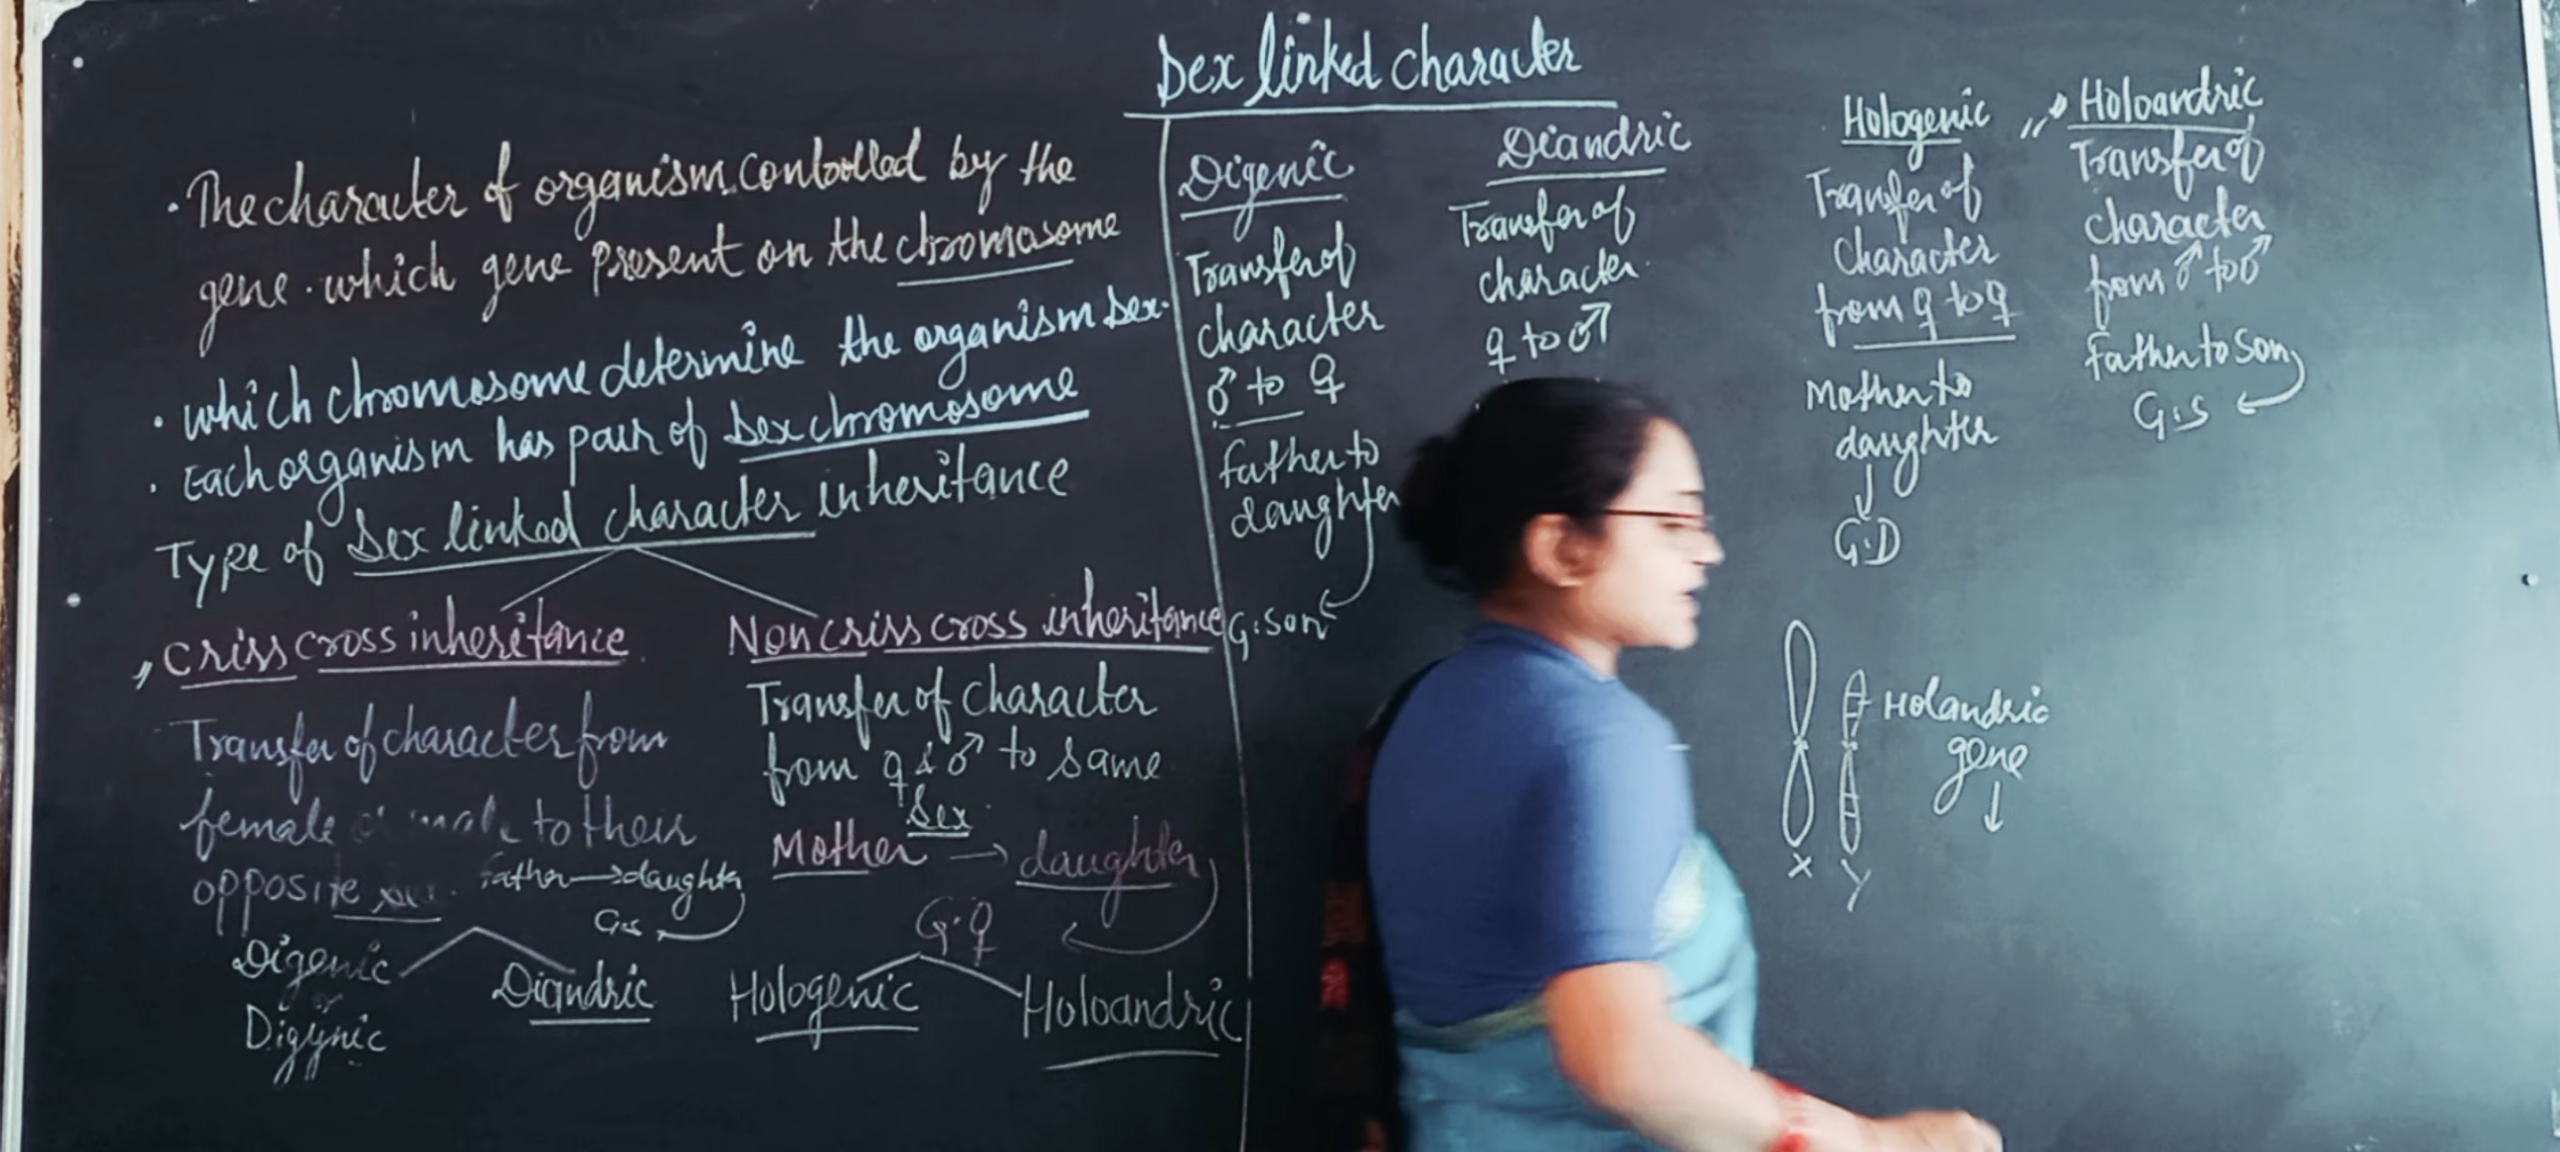 Sex linked character
• The character of organism controlled by the
gene. which gene present on the chromasome
• which chromosome determine the organism sex.
• Each organism has pair of sex chromosome
Type of Sex linked character inheritance
Criss cross inheritance
Transfer of character from
female male to their
opposite
Father → daughter
G.s
Digenic
or
Digynic
Diandric
Non criss cross inheritance
Transfer of Character
from ♀ & ♂ to same
Sex
Mother → daughter
G.♀
Hologenic
Holoandric
Digenic
Transfer of
character
♂ to ♀
father to
daughter
G.son
Diandric
Transfer of
character.
♀ to ♂
Hologenic
Transfer of
Character
from ♀ to ♀
Mother to
daughter
↓
G.D
Holoandric
Transfer of
character
from ♂ to ♂
Father to Son
G.S
Holandric
gene
↓
X Y